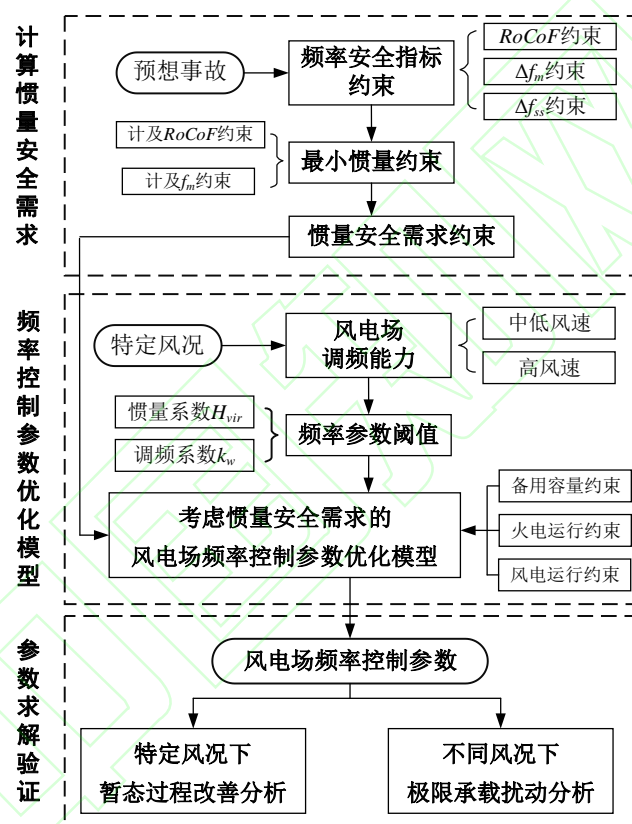 计算惯量安全需求
预想事故
频率安全指标
约束
RoCoF约束
Δfm约束
Δfss约束
计及RoCoF约束
计及fm约束
最小惯量约束
惯量安全需求约束
频率控制参数优化模型
特定风况
风电场
调频能力
中低风速
高风速
惯量系数Hvir
调频系数kw
频率参数阈值
考虑惯量安全需求的
风电场频率控制参数优化模型
备用容量约束
火电运行约束
风电运行约束
参数求解验证
风电场频率控制参数
特定风况下
暂态过程改善分析
不同风况下
极限承载扰动分析